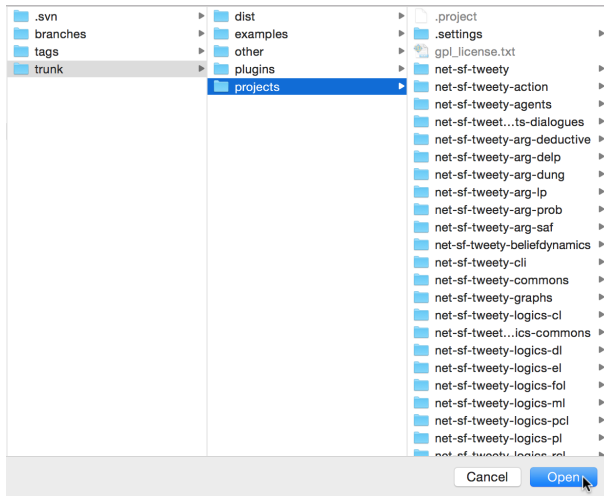 .svn
branches
tags
trunk
dist
examples
other
plugins
projects
.project
.settings
gpl_license.txt
net-sf-tweety
net-sf-tweety-action
net-sf-tweety-agents
net-sf-tweet…ts-dialogues
net-sf-tweety-arg-deductive
net-sf-tweety-arg-delp
net-sf-tweety-arg-dung
net-sf-tweety-arg-lp
net-sf-tweety-arg-prob
net-sf-tweety-arg-saf
net-sf-tweety-beliefdynamics
net-sf-tweety-cli
net-sf-tweety-commons
net-sf-tweety-graphs
net-sf-tweety-logics-cl
net-sf-tweet…ics-commons
net-sf-tweety-logics-dl
net-sf-tweety-logics-el
net-sf-tweety-logics-fol
net-sf-tweety-logics-ml
net-sf-tweety-logics-pcl
net-sf-tweety-logics-pl
net-sf-tweety-logics-rcl
Cancel
Open